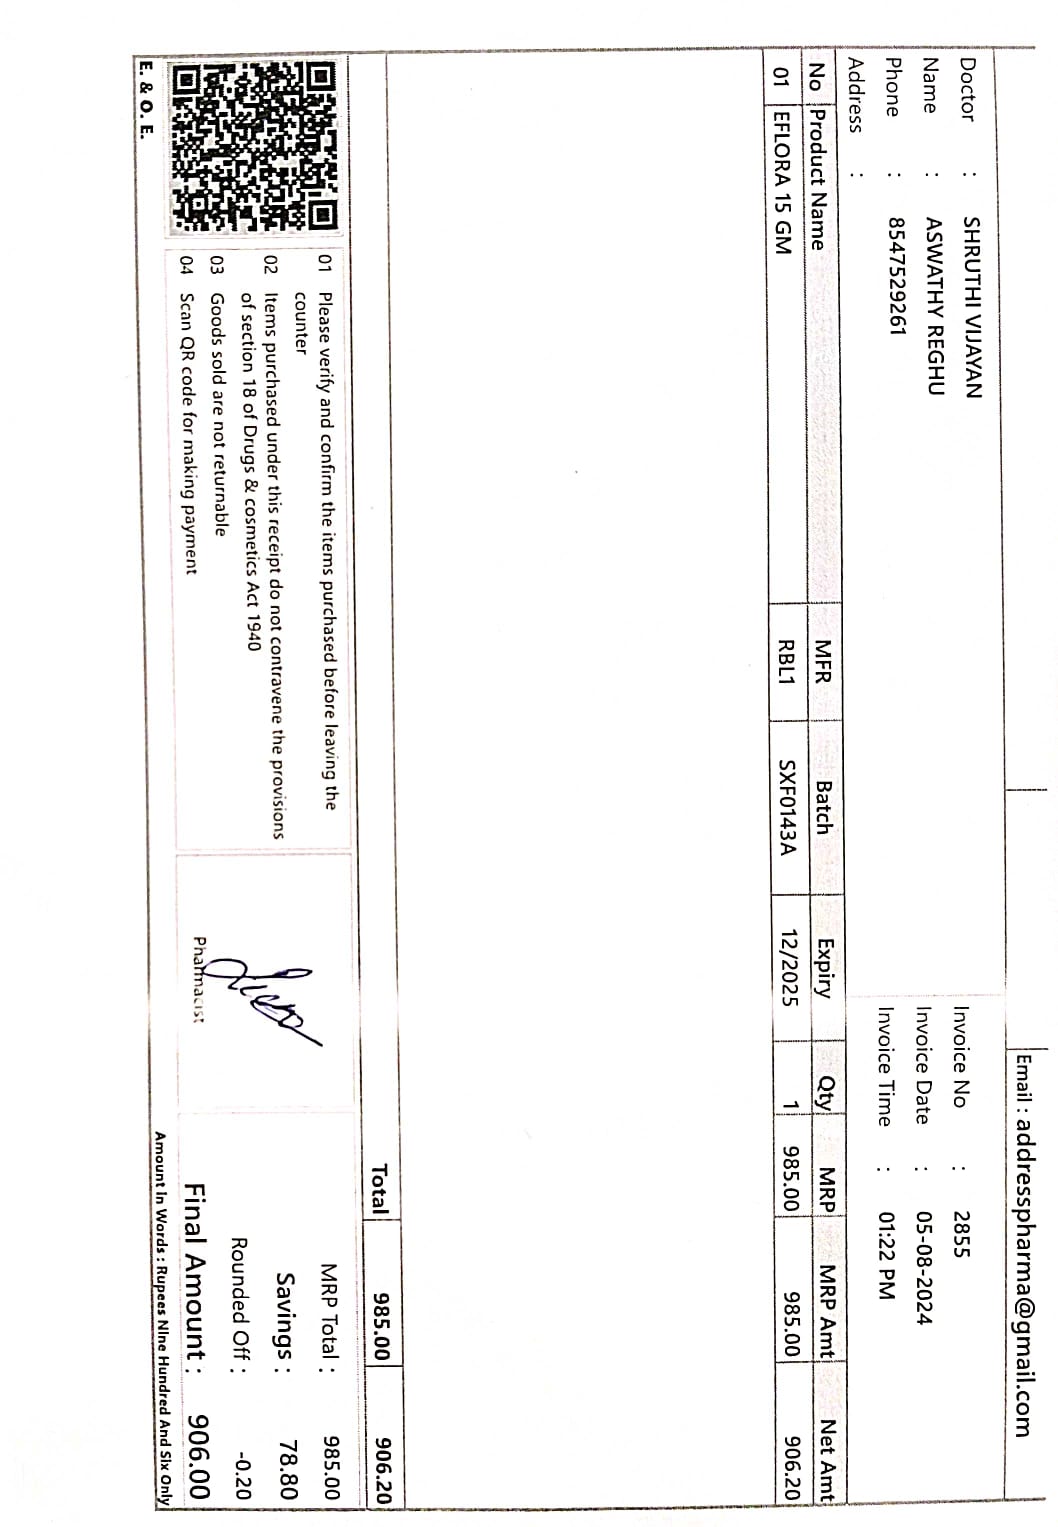 Email : addresspharma@gmail.com
Doctor : SHRUTHI VIJAYAN
Name : ASWATHY REGHU
Phone : 8547529261
Address :
Invoice No : 2855
Invoice Date : 05-08-2024
Invoice Time : 01:22 PM
No Product Name MFR Batch Expiry Qty MRP MRP Amt Net Amt
01 EFLORA 15 GM RBL1 SXF0143A 12/2025 1 985.00 985.00 906.20
Total 985.00 906.20
01 Please verify and confirm the items purchased before leaving the
counter
02 Items purchased under this receipt do not contravene the provisions
of section 18 of Drugs & cosmetics Act 1940
03 Goods sold are not returnable
04 Scan QR code for making payment
E. & O. E.
Pharmacist
MRP Total : 985.00
Savings : 78.80
Rounded Off : -0.20
Final Amount : 906.00
Amount In Words : Rupees Nine Hundred And Six Only